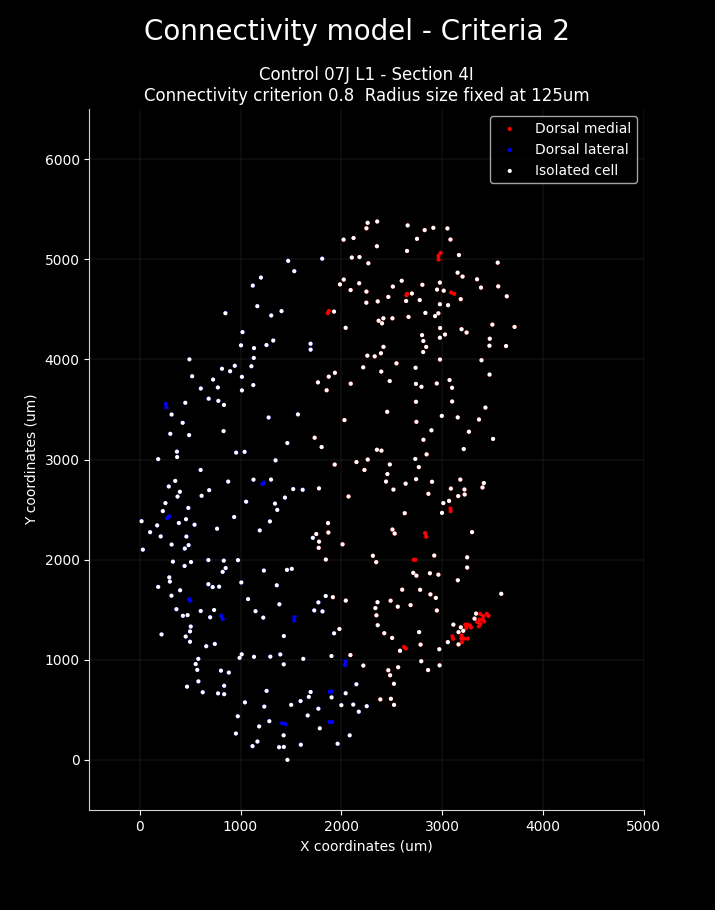 Connectivity model - Criteria 2
Control 07J L1 - Section 4I
Connectivity criterion 0.8  Radius size fixed at 125um
Dorsal medial
Dorsal lateral
Isolated cell
Y coordinates (um)
6000
5000
4000
3000
2000
1000
0
0
1000
2000
3000
4000
5000
X coordinates (um)